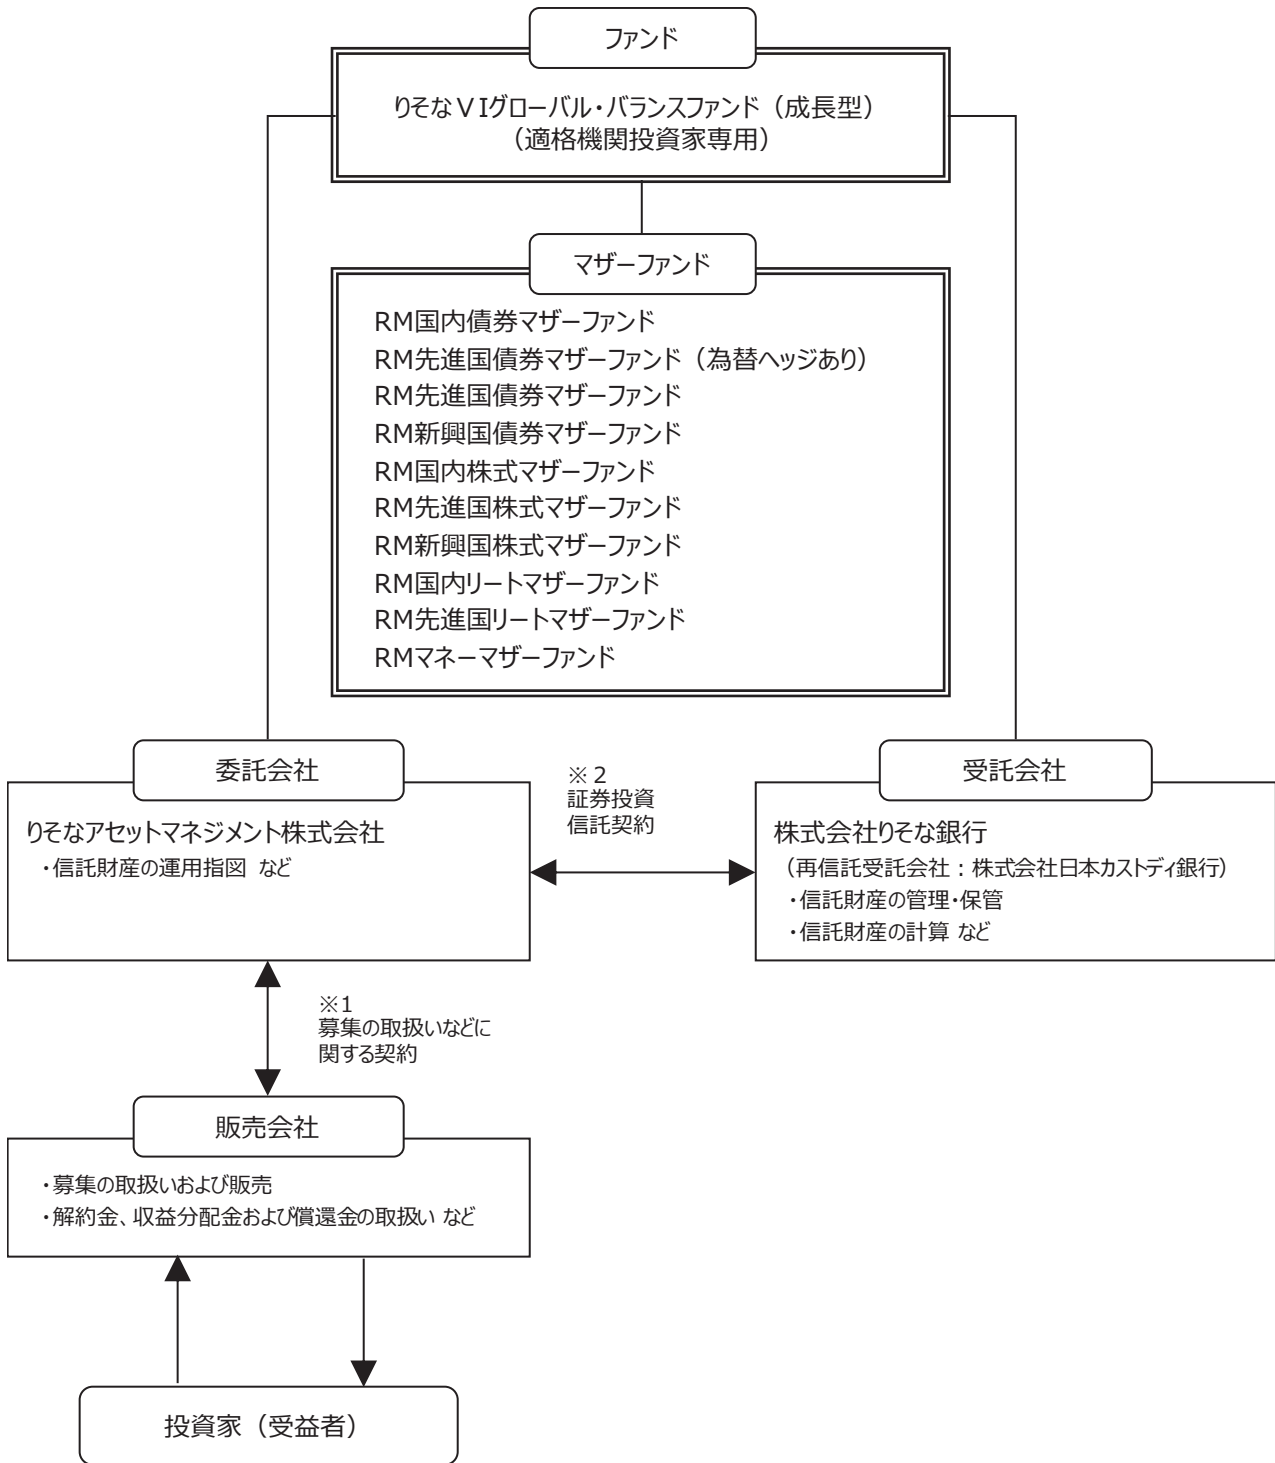 ファンド
りそなＶＩグローバル・バランスファンド（成長型）
（適格機関投資家専用）
マザーファンド
RM国内債券マザーファンド
RM先進国債券マザーファンド（為替ヘッジあり）
RM先進国債券マザーファンド
RM新興国債券マザーファンド
RM国内株式マザーファンド
RM先進国株式マザーファンド
RM新興国株式マザーファンド
RM国内リートマザーファンド
RM先進国リートマザーファンド
RMマネーマザーファンド
委託会社
りそなアセットマネジメント株式会社
・信託財産の運用指図 など
※２
証券投資
信託契約
受託会社
株式会社りそな銀行
（再信託受託会社：株式会社日本カストディ銀行）
・信託財産の管理・保管
・信託財産の計算 など
※1
募集の取扱いなどに
関する契約
販売会社
・募集の取扱いおよび販売
・解約金、収益分配金および償還金の取扱い など
投資家（受益者）